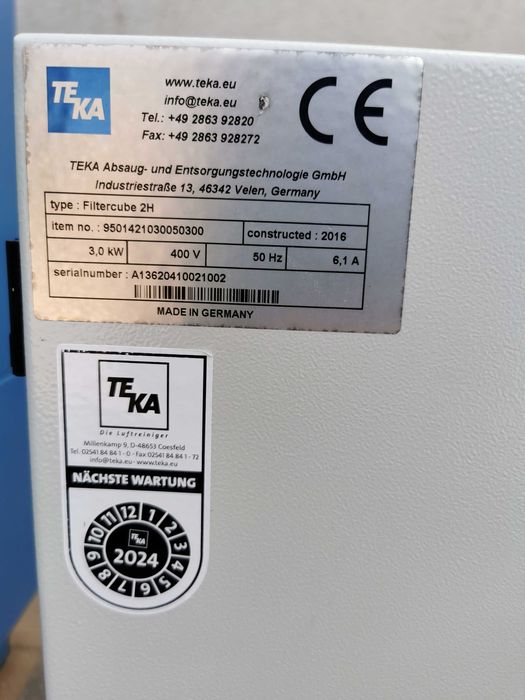 TEKA
www.teka.eu
info@teka.eu
Tel.: +49 2863 92820
Fax: +49 2863 928272
CE
TEKA Absaug- und Entsorgungstechnologie GmbH
Industriestraße 13, 46342 Velen, Germany
type : Filtercube 2H
item no. : 9501421030050300 constructed : 2016
3,0 kW 400 V 50 Hz 6,1 A
serialnumber : A13620410021002
MADE IN GERMANY
TEKA
Die Luftreiniger
Millenkamp 9, D-48653 Coesfeld
Tel. 02541 84 84 1 - 0 · Fax 02541 84 84 1 - 72
info@teka.eu · www.teka.eu
NÄCHSTE WARTUNG
1 2 3 4 5 6 7 8 9 10 11 12
TEKA
2024